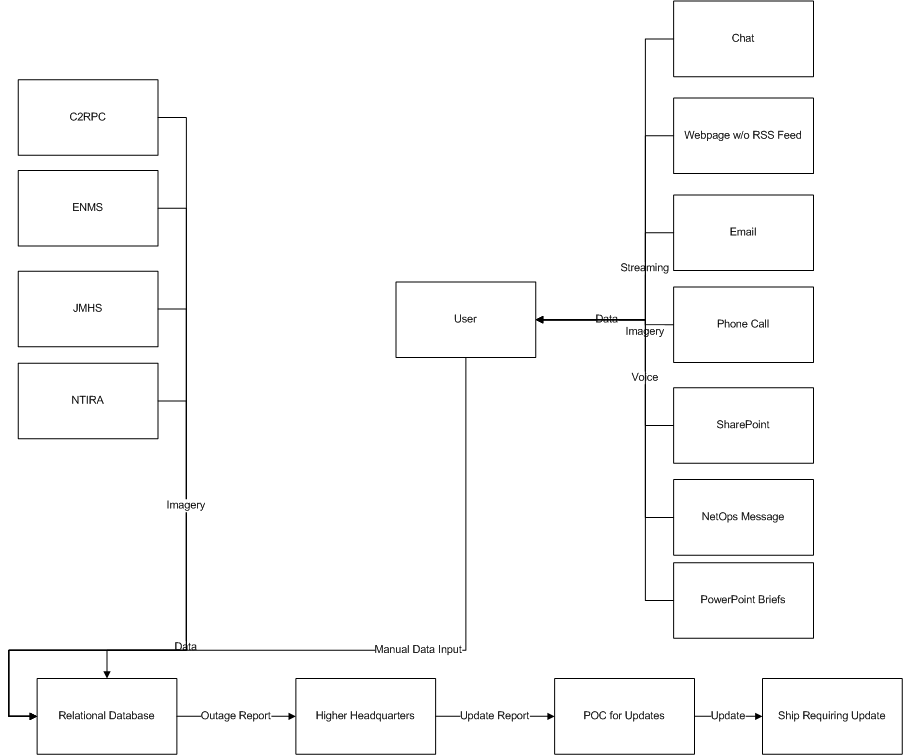 Chat
C2RPC
Webpage w/o RSS Feed
ENMS
Email
Streaming
JMHS
User
Data
Imagery
Phone Call
Voice
NTIRA
SharePoint
Imagery
NetOps Message
PowerPoint Briefs
Data
Manual Data Input
Relational Database
Outage Report
Higher Headquarters
Update Report
POC for Updates
Update
Ship Requiring Update